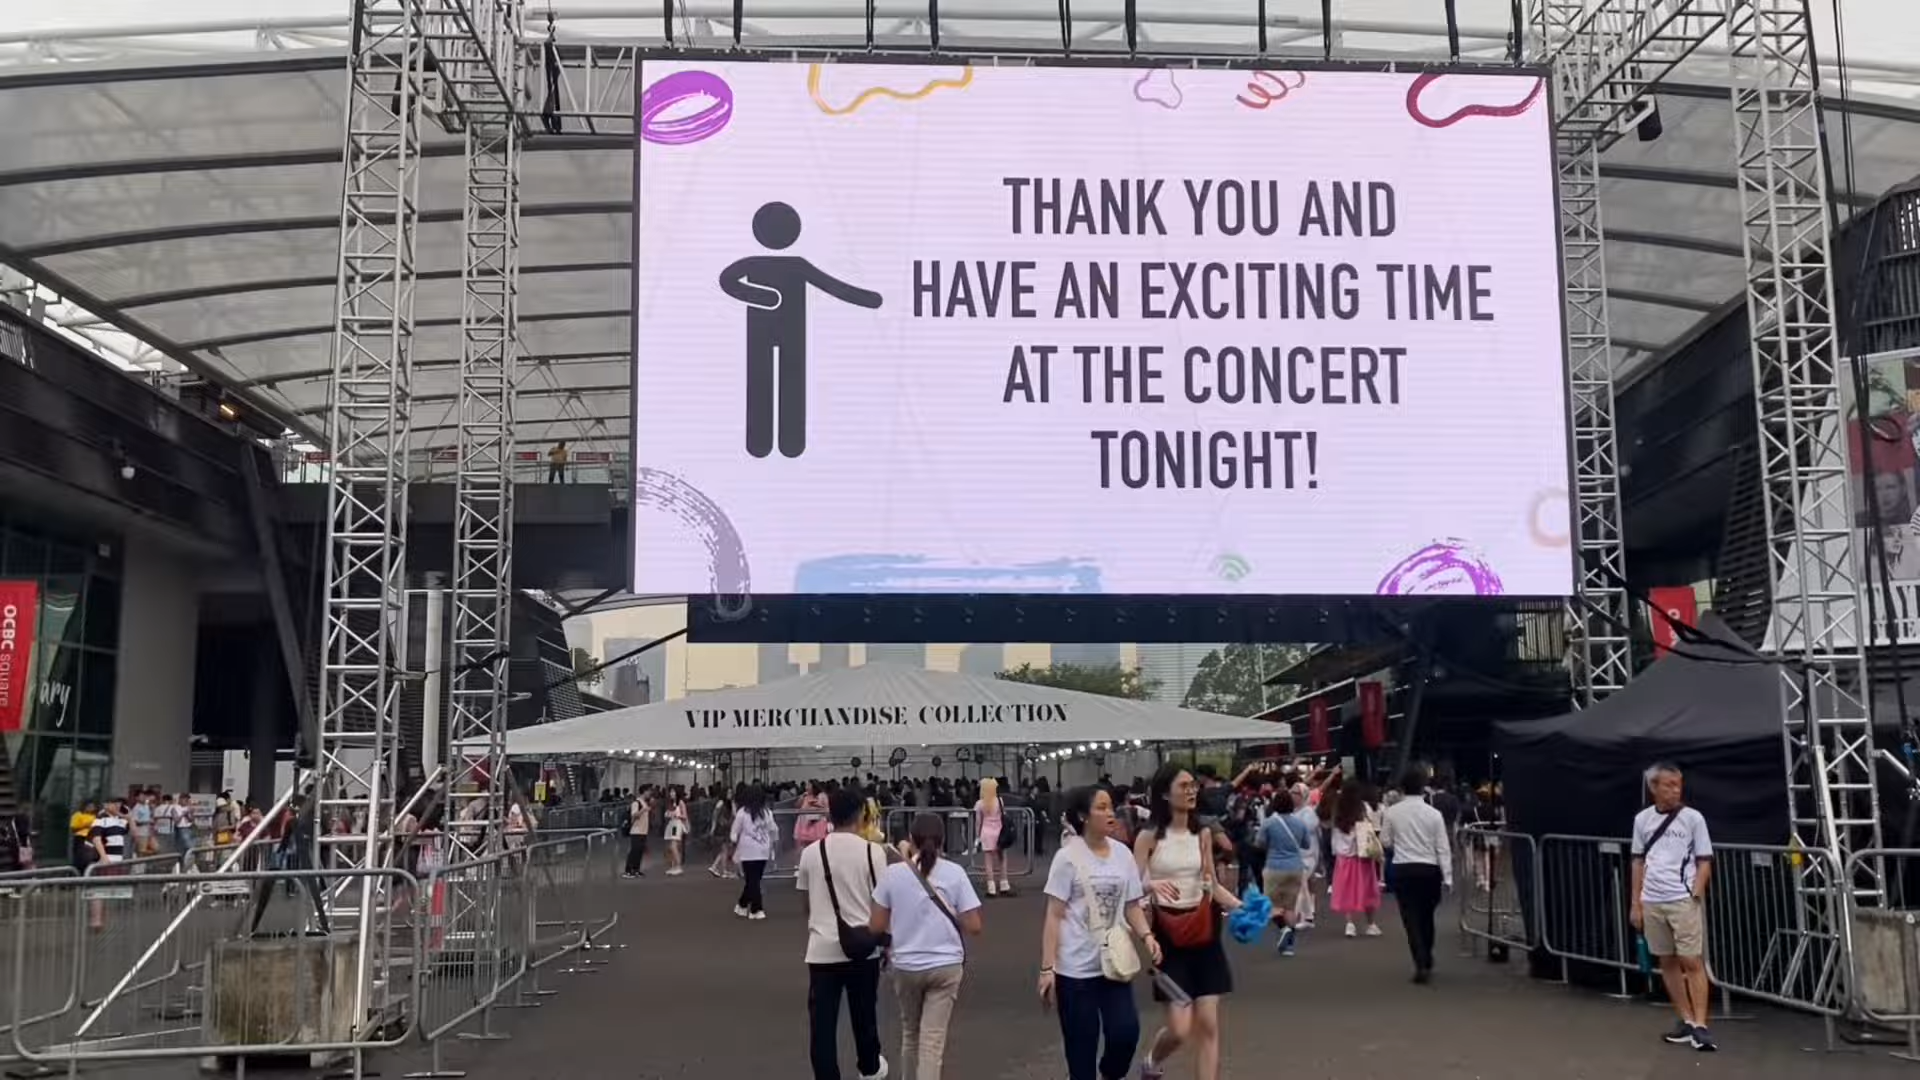 THANK YOU AND
HAVE AN EXCITING TIME
AT THE CONCERT
TONIGHT!
VIP MERCHANDISE COLLECTION
OCBC square